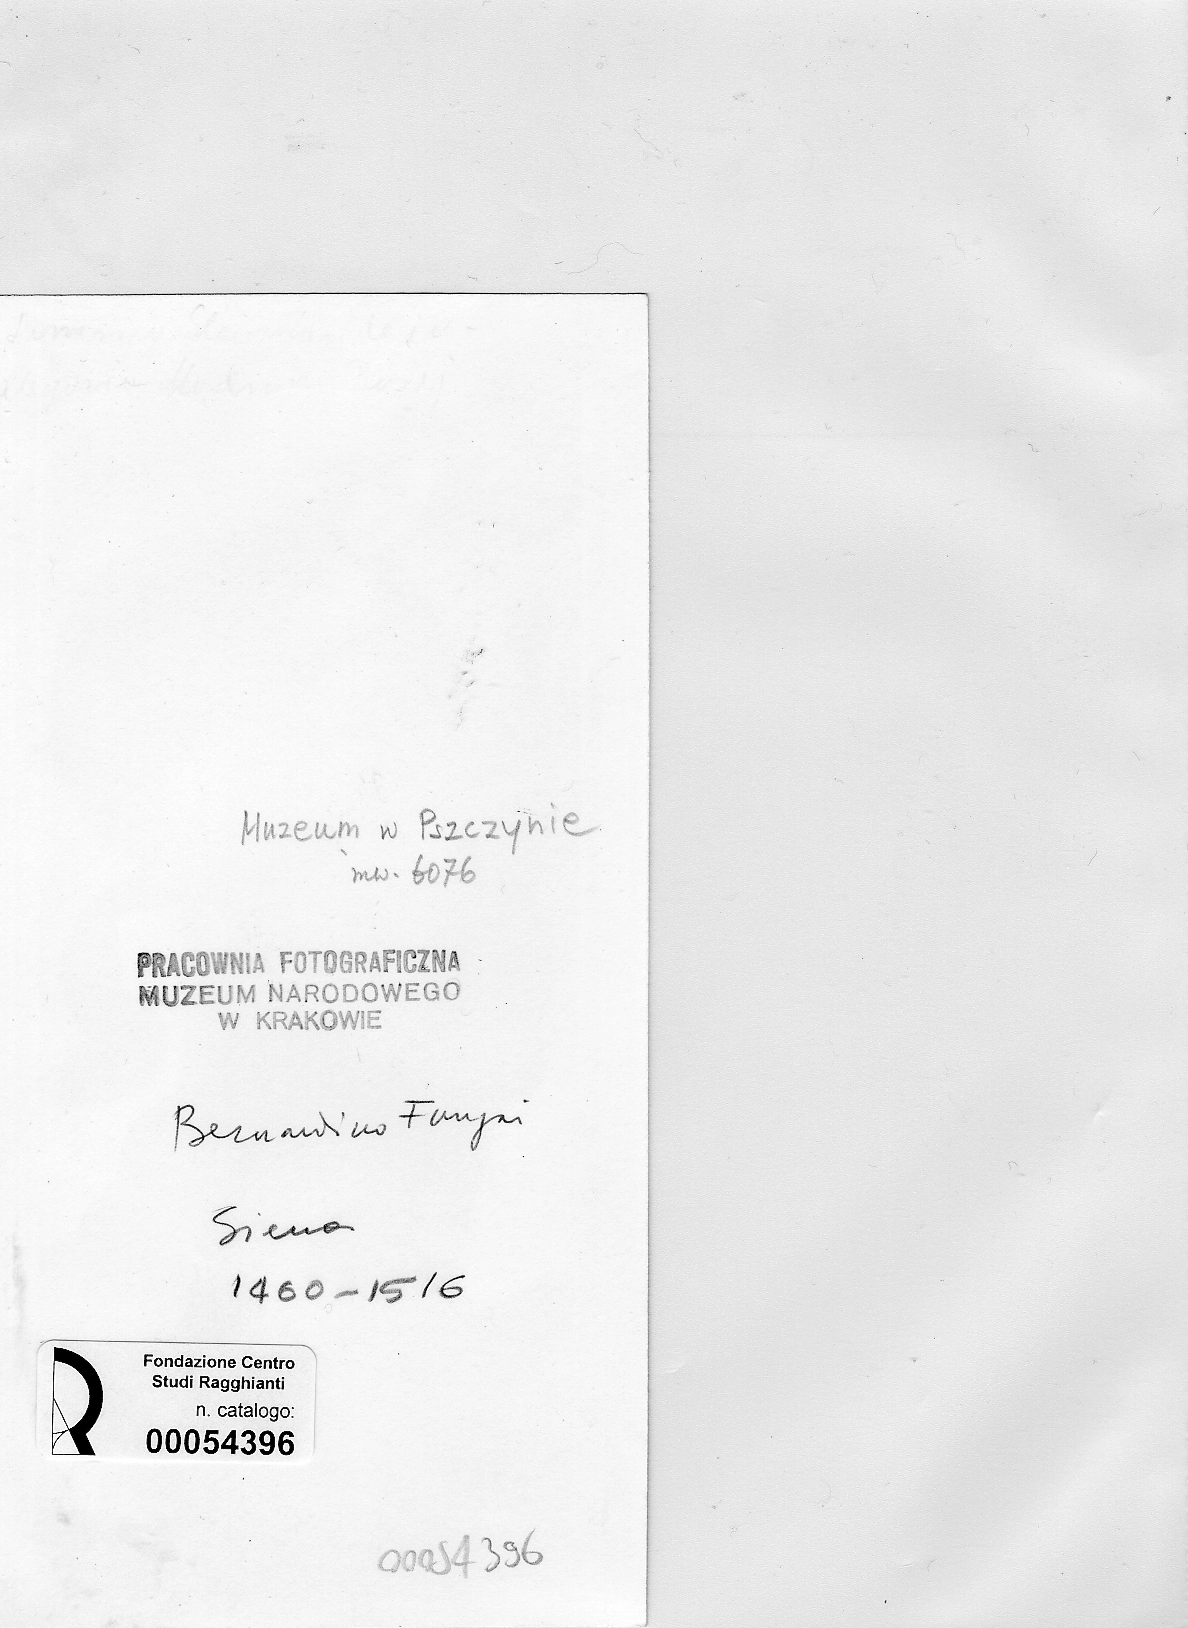 Muzeum w Pszczynie
inw. 6076
PRACOWNIA FOTOGRAFICZNA
MUZEUM NARODOWEGO
W KRAKOWIE
Bernardino Fungai
Siena
1460-1516
Fondazione Centro
Studi Ragghianti
n. catalogo:
00054396
00054396